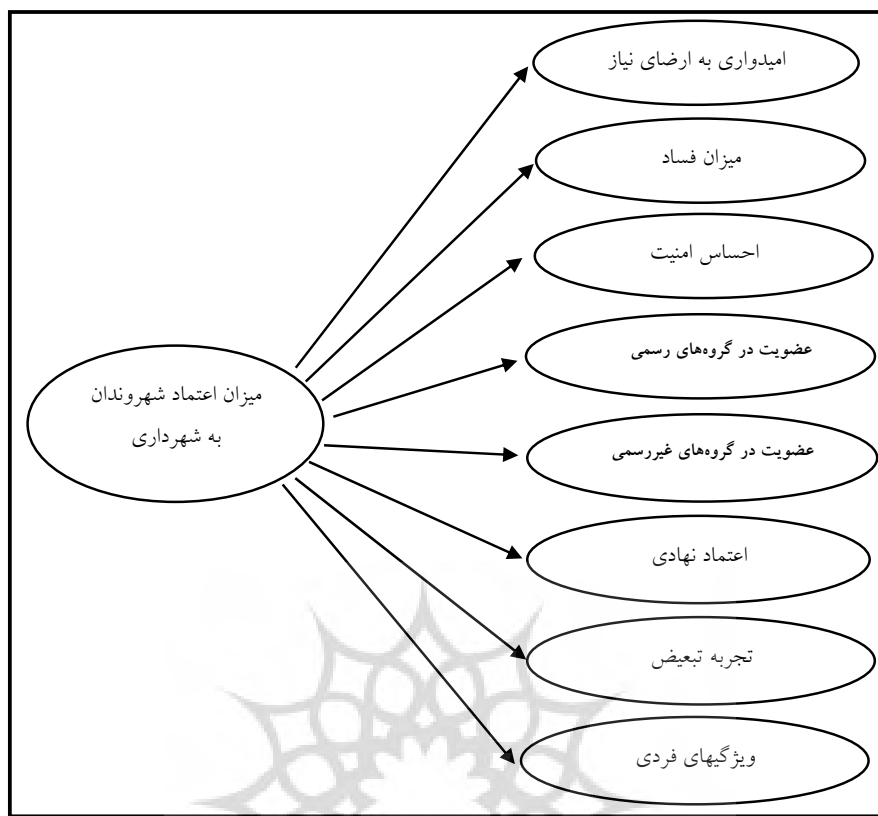 امیدواری به ارضای نیاز
میزان فساد
احساس امنیت
عضویت در گروه‌های رسمی
میزان اعتماد شهروندان
به شهرداری
عضویت در گروه‌های غیررسمی
اعتماد نهادی
تجربه تبعیض
ویژگیهای فردی